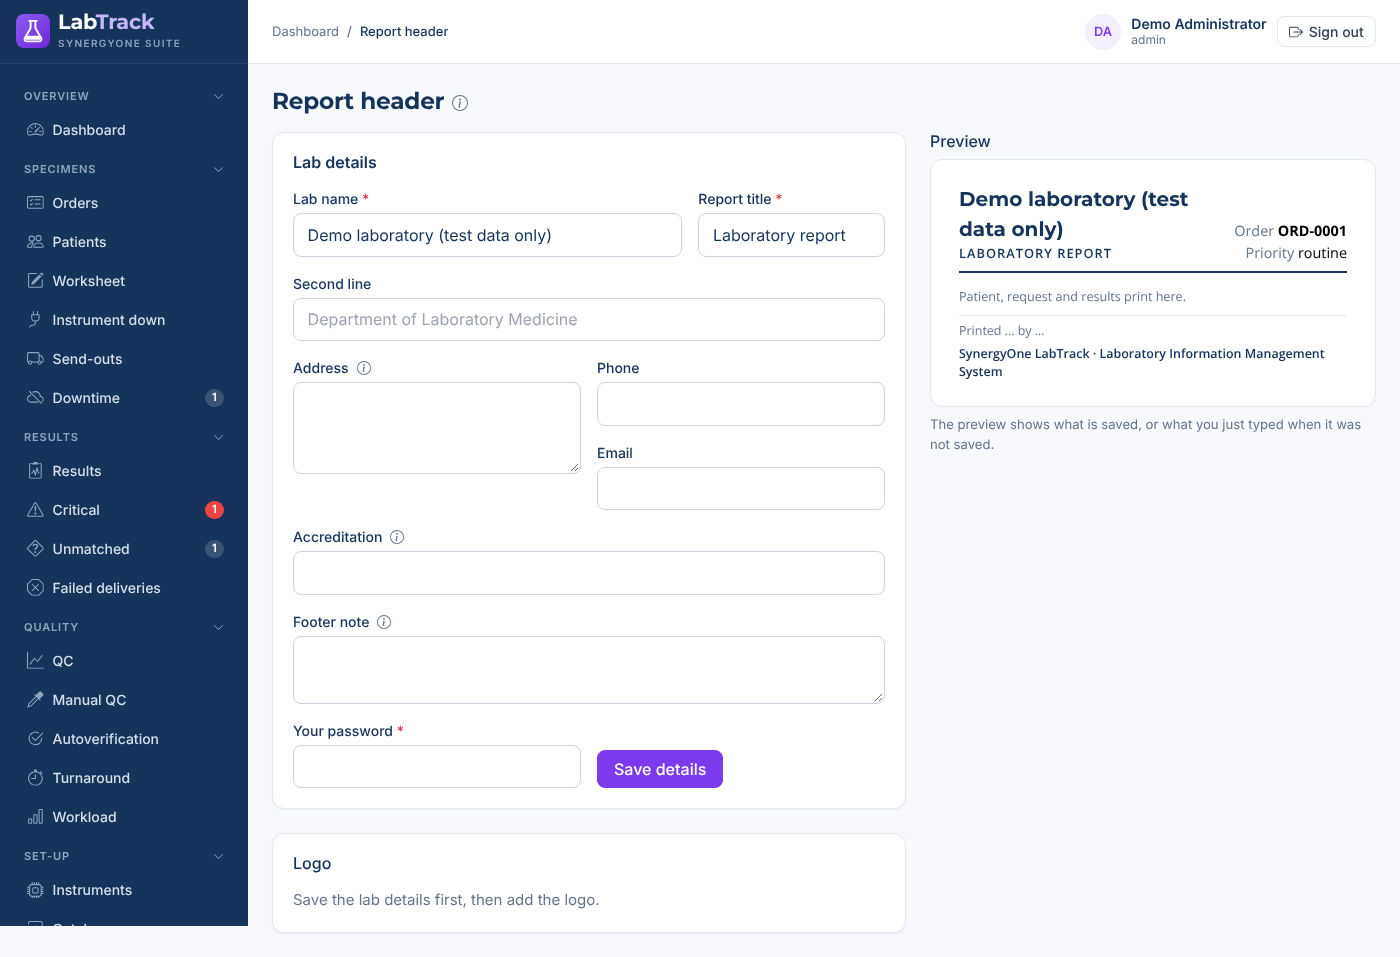 LabTrack
SYNERGYONE SUITE
OVERVIEW
Dashboard
SPECIMENS
Orders
Patients
Worksheet
Instrument down
Send-outs
Downtime 1
RESULTS
Results
Critical 1
Unmatched 1
Failed deliveries
QUALITY
QC
Manual QC
Autoverification
Turnaround
Workload
SET-UP
Instruments
Dashboard / Report header
DA
Demo Administrator
admin
Sign out
Report header
Lab details
Lab name *
Demo laboratory (test data only)
Report title *
Laboratory report
Second line
Department of Laboratory Medicine
Address
Phone
Email
Accreditation
Footer note
Your password *
Save details
Logo
Save the lab details first, then add the logo.
Preview
Demo laboratory (test
data only)
LABORATORY REPORT
Order ORD-0001
Priority routine
Patient, request and results print here.
Printed ... by ...
SynergyOne LabTrack · Laboratory Information Management
System
The preview shows what is saved, or what you just typed when it was
not saved.